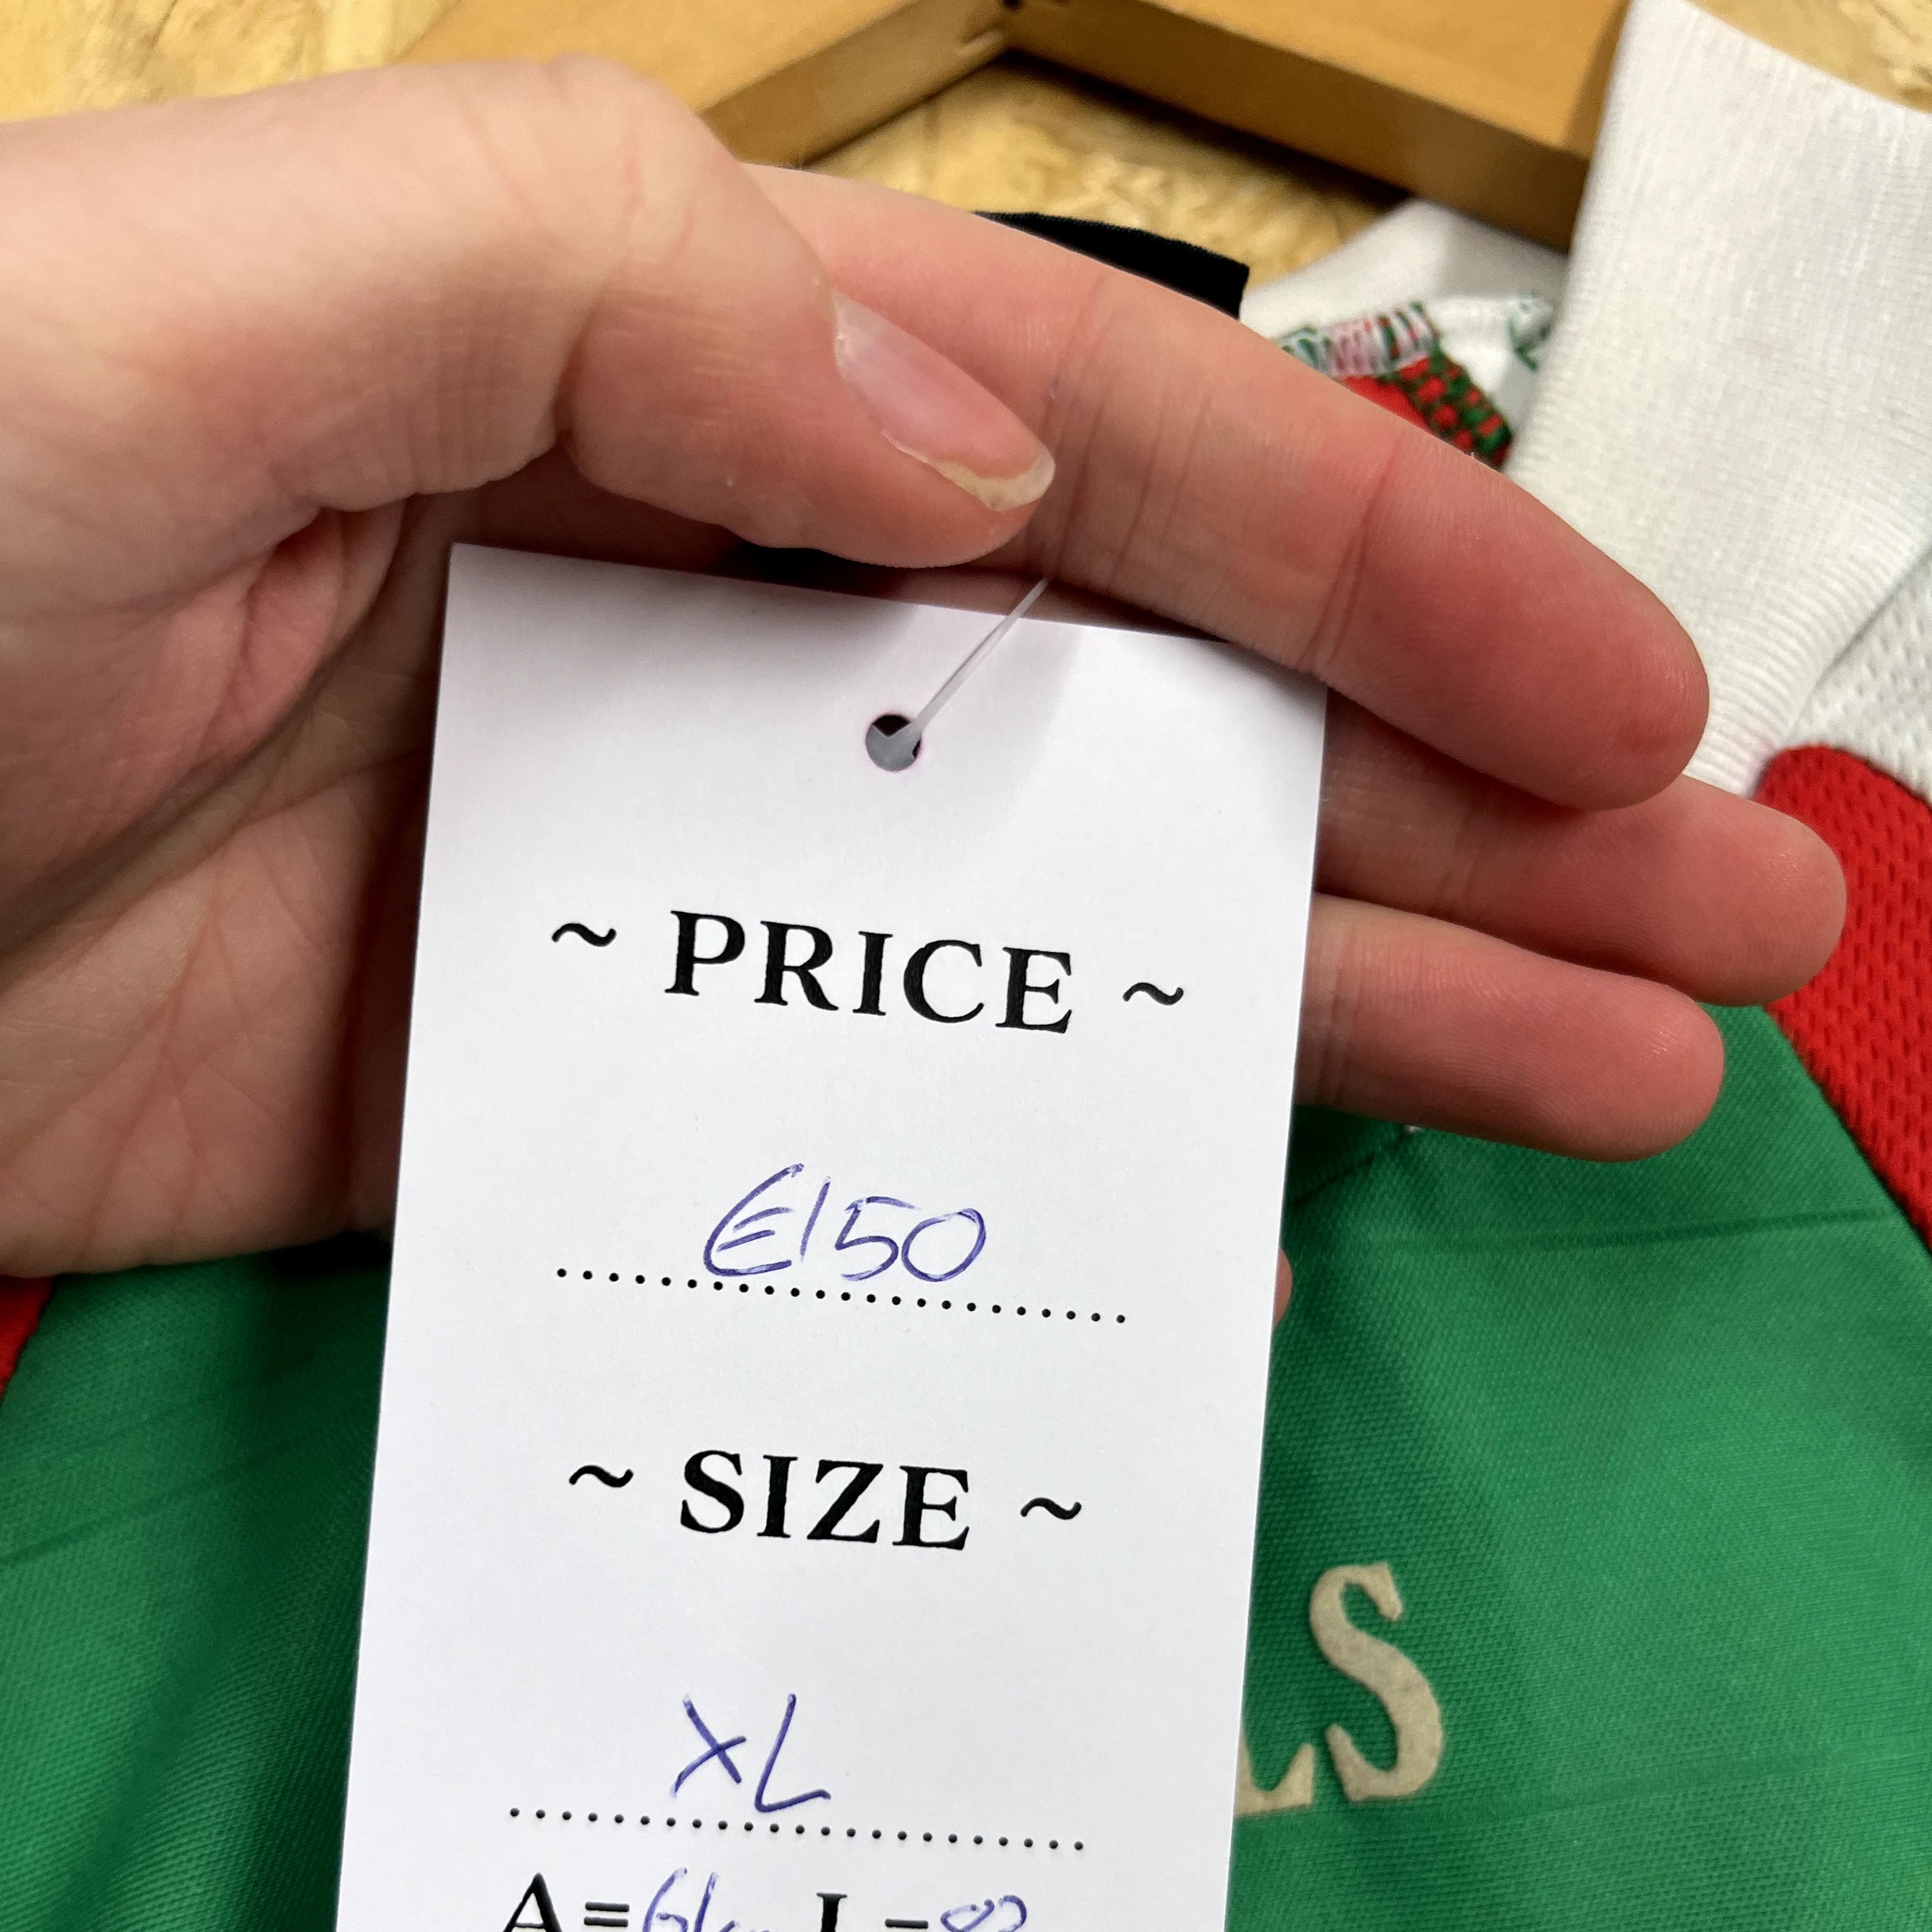 ~ PRICE ~
€150
~ SIZE ~
XL
A =
LS